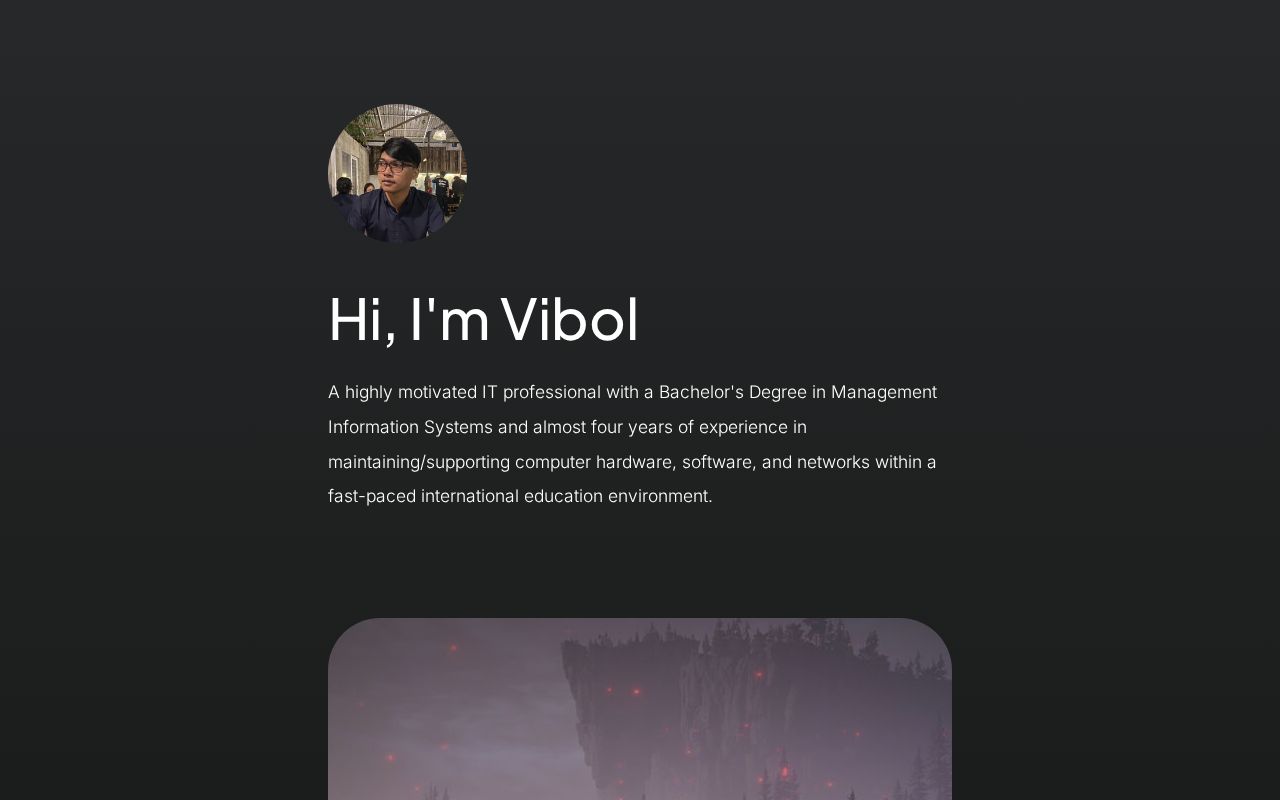 Hi, I'm Vibol
A highly motivated IT professional with a Bachelor's Degree in Management
Information Systems and almost four years of experience in
maintaining/supporting computer hardware, software, and networks within a
fast-paced international education environment.